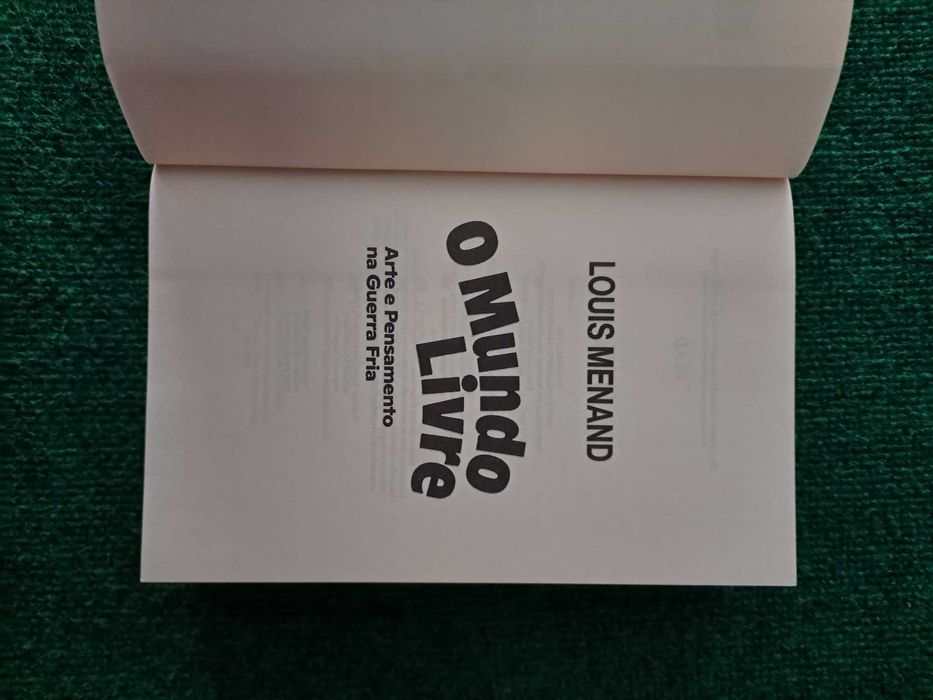 LOUIS MENAND
O Mundo
Livre
Arte e Pensamento
na Guerra Fria